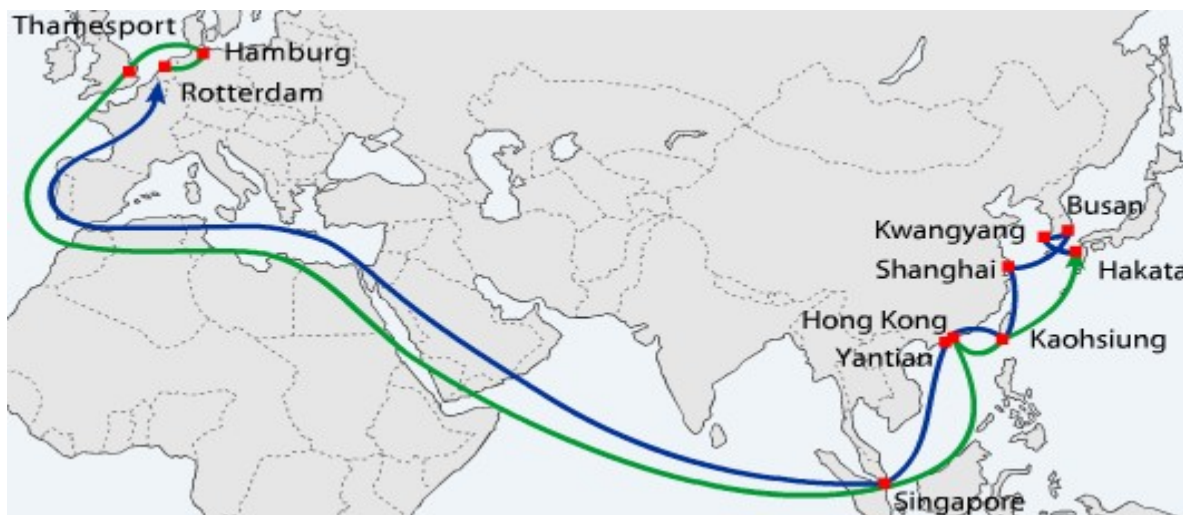 Thamesport
Hamburg
Rotterdam
Busan
Kwangyang
Shanghai
Hakata
Hong Kong
Kaohsiung
Yantian
Singapore